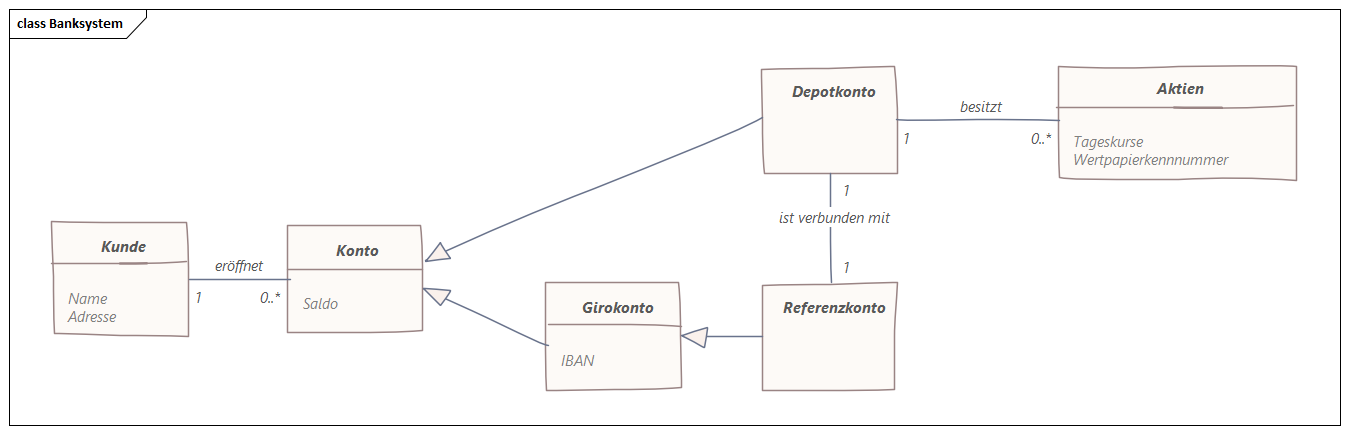 class Banksystem
Depotkonto
Aktien
besitzt
1
0..*
Tageskurse
Wertpapierkennnummer
1
ist verbunden mit
1
Kunde
Name
Adresse
eröffnet
1
0..*
Konto
Saldo
Girokonto
IBAN
Referenzkonto